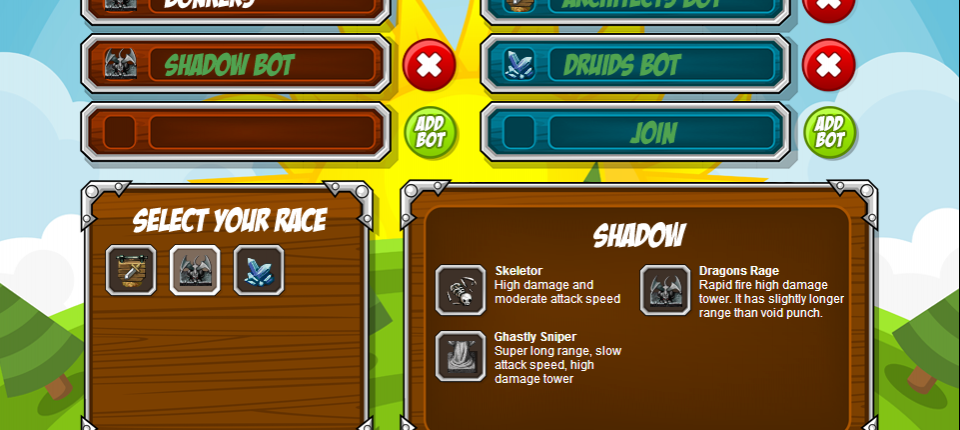 BONKERS
ARCHITECTS BOT
SHADOW BOT
DRUIDS BOT
ADD
BOT
JOIN
ADD
BOT
SELECT YOUR RACE
SHADOW
Skeletor
High damage and
moderate attack speed
Dragons Rage
Rapid fire high damage
tower. It has slightly longer
range than void punch.
Ghastly Sniper
Super long range, slow
attack speed, high
damage tower